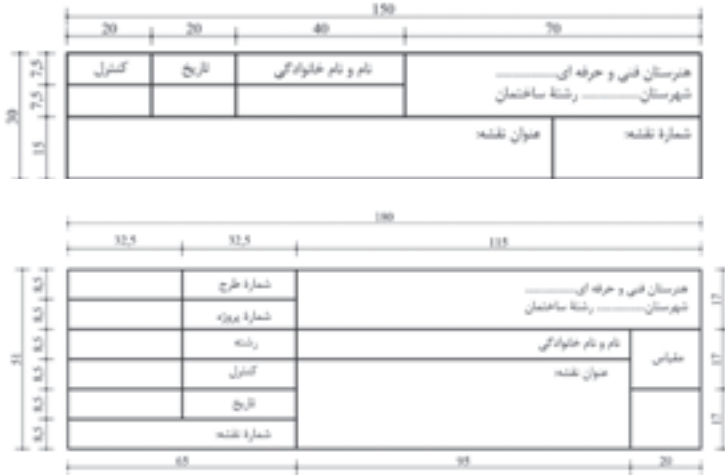 150
20 20 40 70
هنرستان فنی و حرفه ای................
شهرستان............... رشتهٔ ساختمان
نام و نام خانوادگی
تاریخ
کنترل
7,5
7,5
30
15
شمارهٔ نقشه:
عنوان نقشه:
180
32,5 32,5 115
هنرستان فنی و حرفه ای................
شهرستان............... رشتهٔ ساختمان
شمارهٔ طرح
شمارهٔ پروژه
رشته
کنترل
تاریخ
شمارهٔ نقشه:
نام و نام خانوادگی
عنوان نقشه:
مقیاس
51
8,5
8,5
8,5
8,5
8,5
8,5
17
17
17
65 95 20